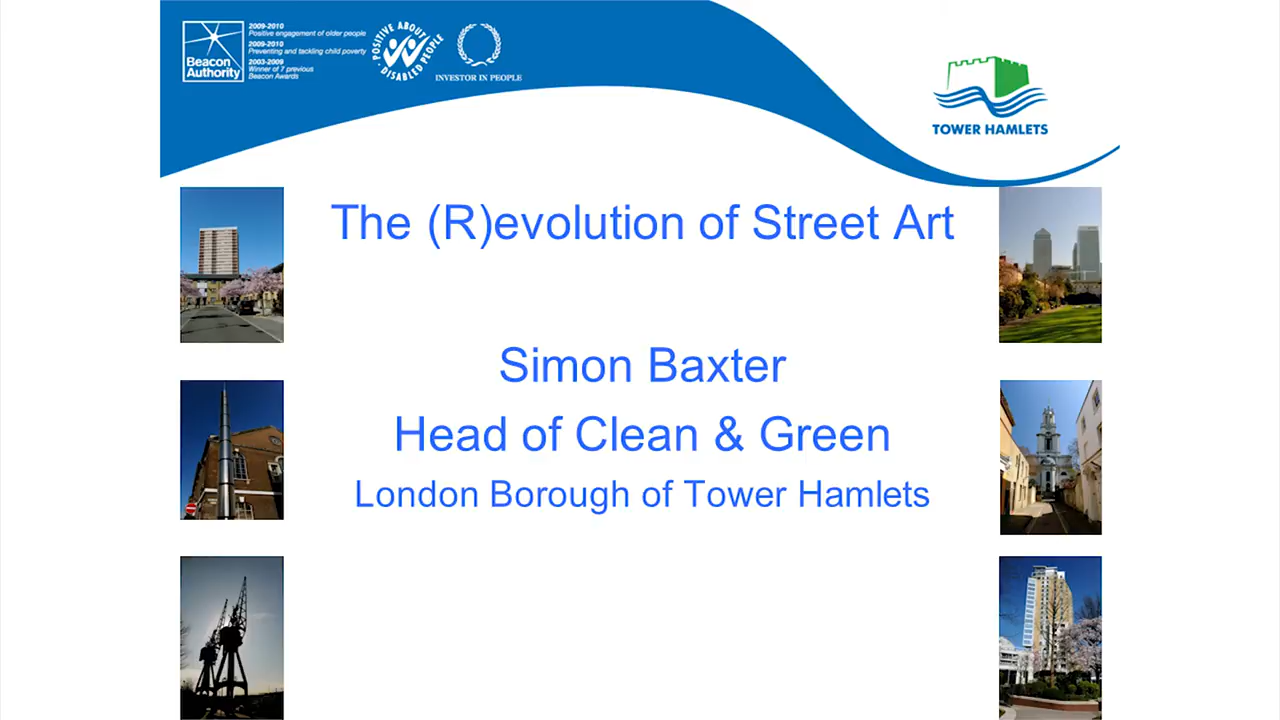 2009-2010
Positive engagement of older people
2009-2010
Preventing and tackling child poverty
2003-2009
Winner of 7 previous
Beacon Awards
Beacon
Authority
POSITIVE ABOUT
DISABLED PEOPLE
INVESTOR IN PEOPLE
TOWER HAMLETS
The (R)evolution of Street Art
Simon Baxter
Head of Clean & Green
London Borough of Tower Hamlets